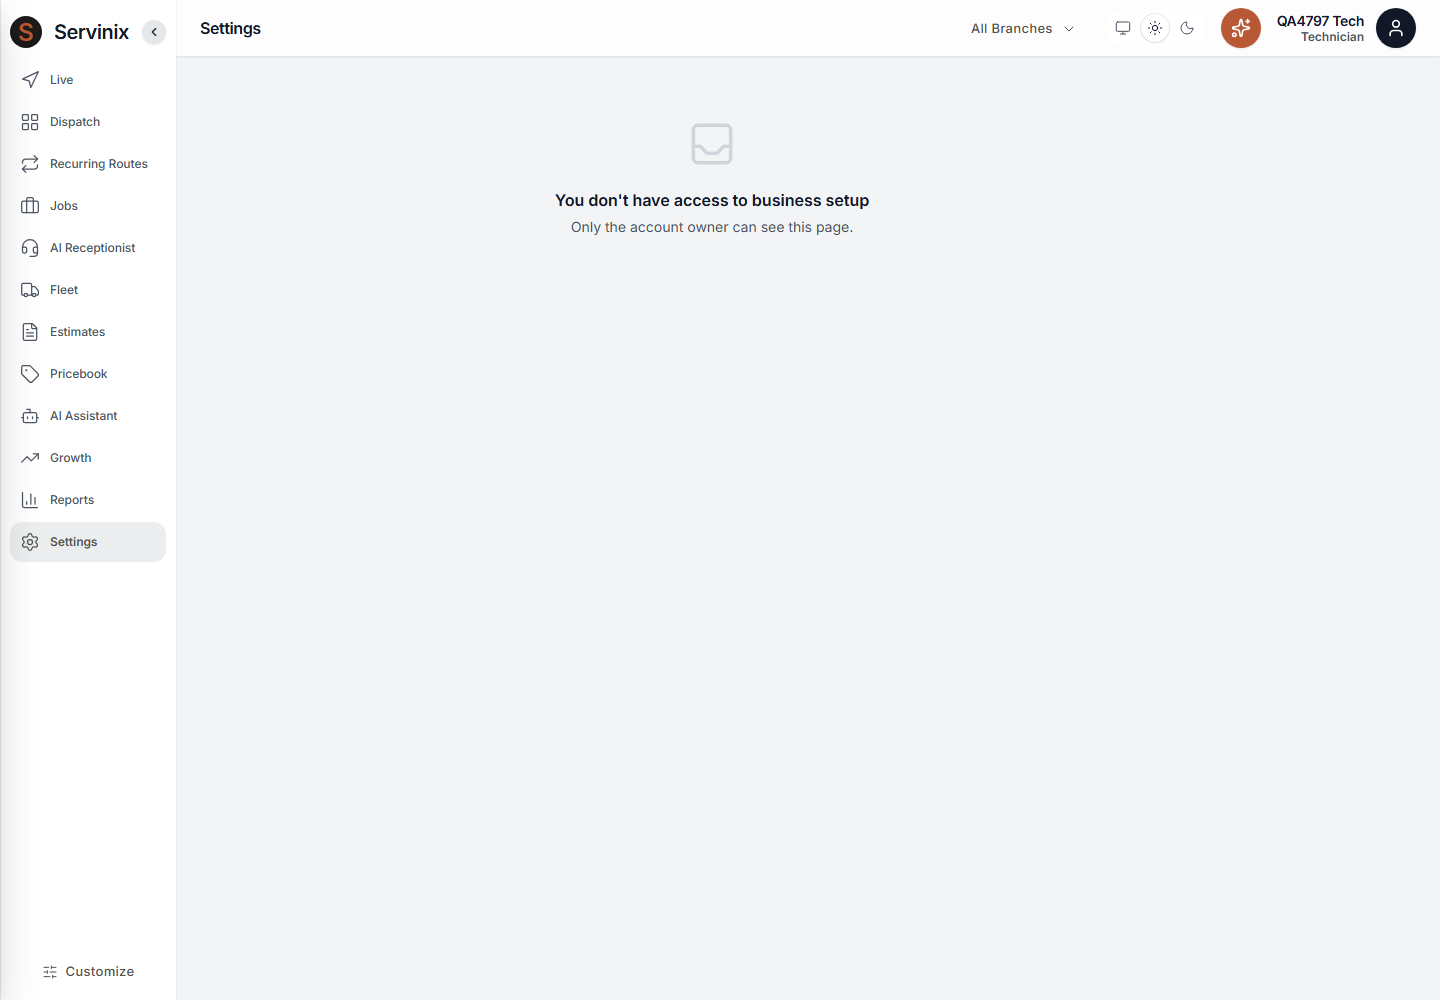 S Servinix
Live
Dispatch
Recurring Routes
Jobs
AI Receptionist
Fleet
Estimates
Pricebook
AI Assistant
Growth
Reports
Settings
Customize
Settings
All Branches
QA4797 Tech
Technician
You don't have access to business setup
Only the account owner can see this page.